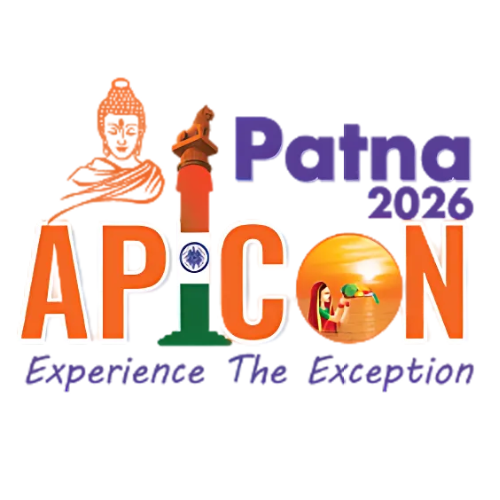 Patna
2026
APICON
Experience The Exception